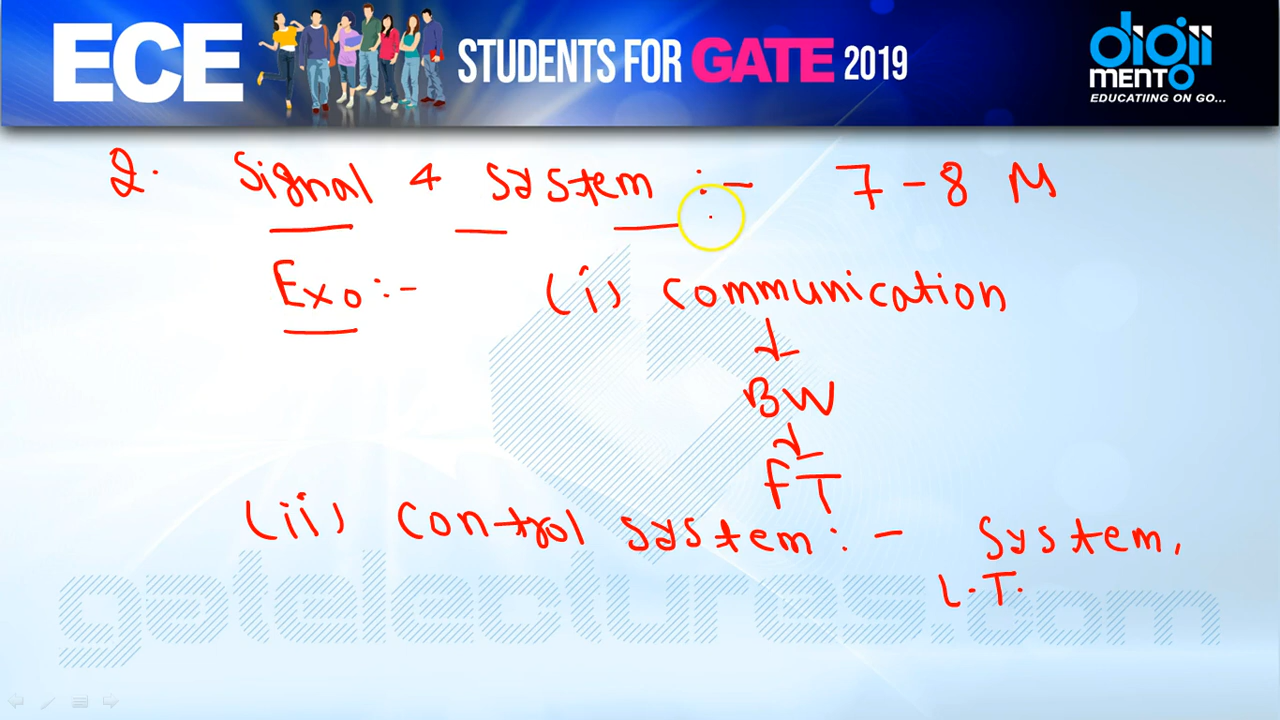 ECE STUDENTS FOR GATE 2019
digii
MENTO
EDUCATIING ON GO...
2. Signal & system :- 7 - 8 M
Exo :- (i) communication
BW
FT
(ii) control system : - system,
L.T.
gatelectures.com